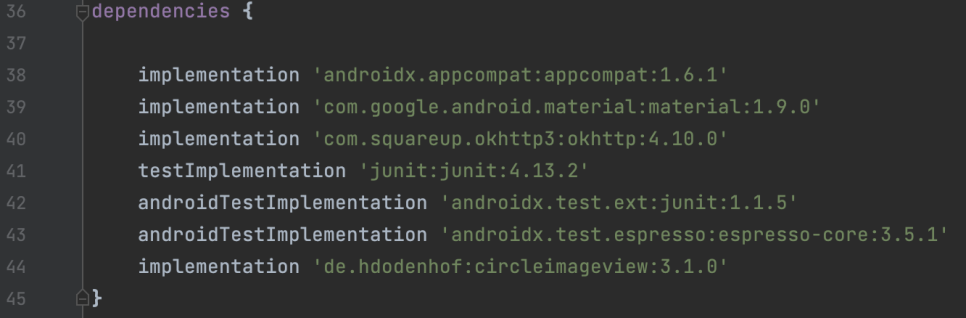 36 dependencies {
37
38 implementation 'androidx.appcompat:appcompat:1.6.1'
39 implementation 'com.google.android.material:material:1.9.0'
40 implementation 'com.squareup.okhttp3:okhttp:4.10.0'
41 testImplementation 'junit:junit:4.13.2'
42 androidTestImplementation 'androidx.test.ext:junit:1.1.5'
43 androidTestImplementation 'androidx.test.espresso:espresso-core:3.5.1'
44 implementation 'de.hdodenhof:circleimageview:3.1.0'
45 }